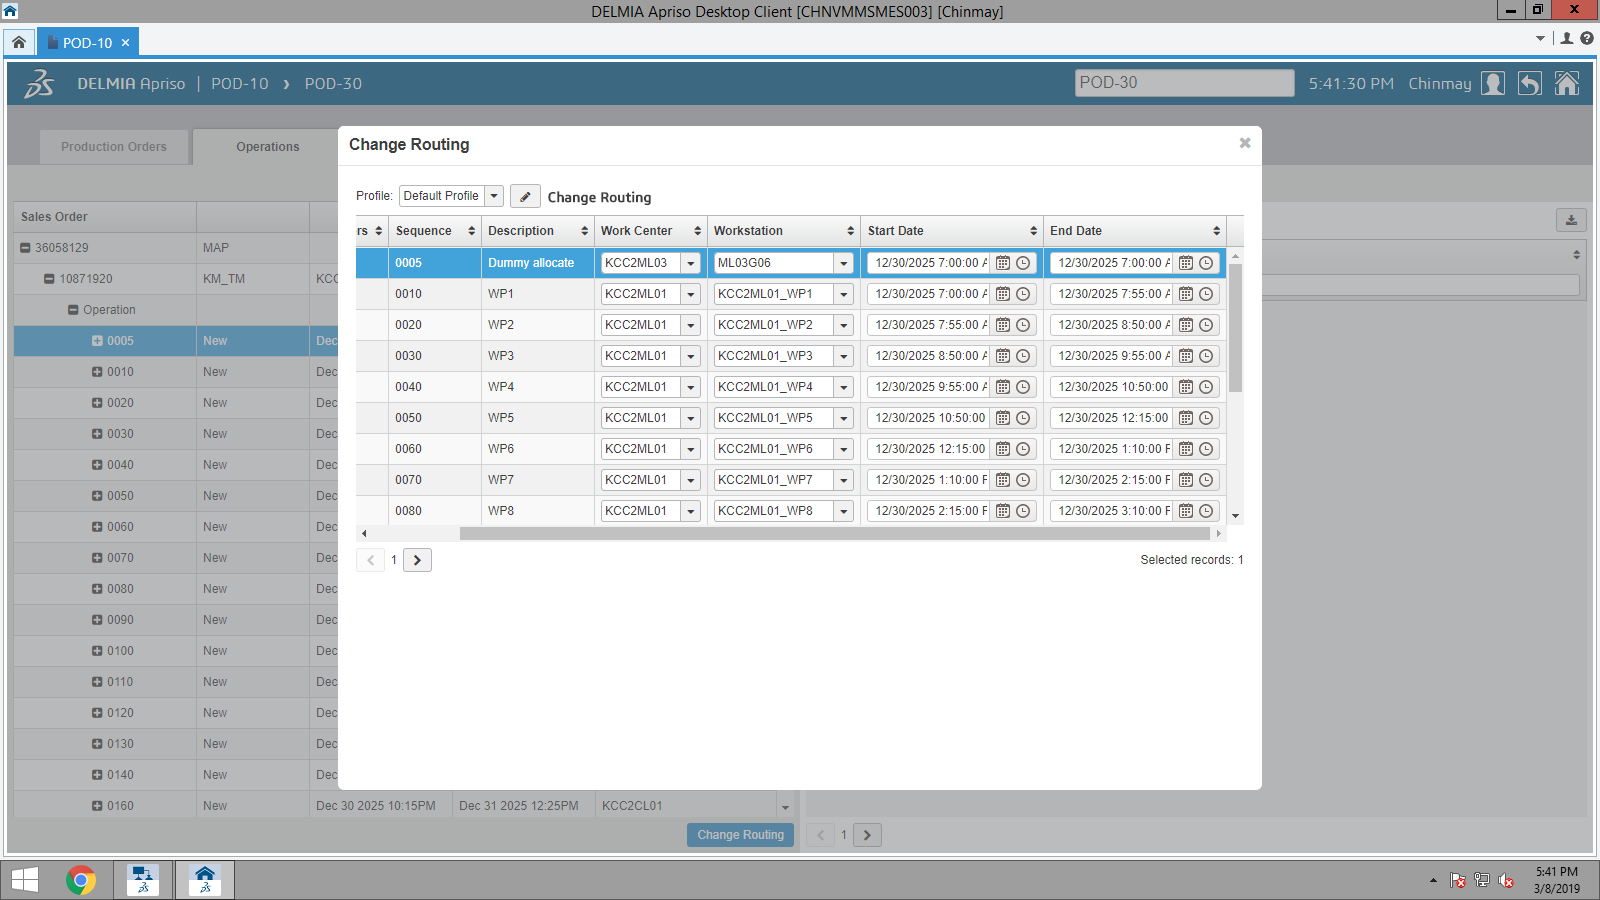 DELMIA Apriso Desktop Client [CHNVMMSMES003] [Chinmay]
POD-10
DELMIA Apriso | POD-10 › POD-30
POD-30
5:41:30 PM Chinmay
Production Orders
Operations
Change Routing
Profile: Default Profile
Change Routing
Sales Order
rs Sequence Description Work Center Workstation Start Date End Date
36058129 MAP
0005 Dummy allocate KCC2ML03 ML03G06 12/30/2025 7:00:00 A 12/30/2025 7:00:00 A
10871920 KM_TM KCC
0010 WP1 KCC2ML01 KCC2ML01_WP1 12/30/2025 7:00:00 A 12/30/2025 7:55:00 A
Operation
0020 WP2 KCC2ML01 KCC2ML01_WP2 12/30/2025 7:55:00 A 12/30/2025 8:50:00 A
0005 New Dec
0030 WP3 KCC2ML01 KCC2ML01_WP3 12/30/2025 8:50:00 A 12/30/2025 9:55:00 A
0010 New Dec
0040 WP4 KCC2ML01 KCC2ML01_WP4 12/30/2025 9:55:00 A 12/30/2025 10:50:00
0020 New Dec
0050 WP5 KCC2ML01 KCC2ML01_WP5 12/30/2025 10:50:00 12/30/2025 12:15:00
0030 New Dec
0060 WP6 KCC2ML01 KCC2ML01_WP6 12/30/2025 12:15:00 12/30/2025 1:10:00 P
0040 New Dec
0070 WP7 KCC2ML01 KCC2ML01_WP7 12/30/2025 1:10:00 P 12/30/2025 2:15:00 P
0050 New Dec
0080 WP8 KCC2ML01 KCC2ML01_WP8 12/30/2025 2:15:00 P 12/30/2025 3:10:00 P
0060 New Dec
0070 New Dec
1
Selected records: 1
0080 New Dec
0090 New Dec
0100 New Dec
0110 New Dec
0120 New Dec
0130 New Dec
0140 New Dec
0160 New Dec 30 2025 10:15PM Dec 31 2025 12:25PM KCC2CL01
Change Routing
1
5:41 PM
3/8/2019